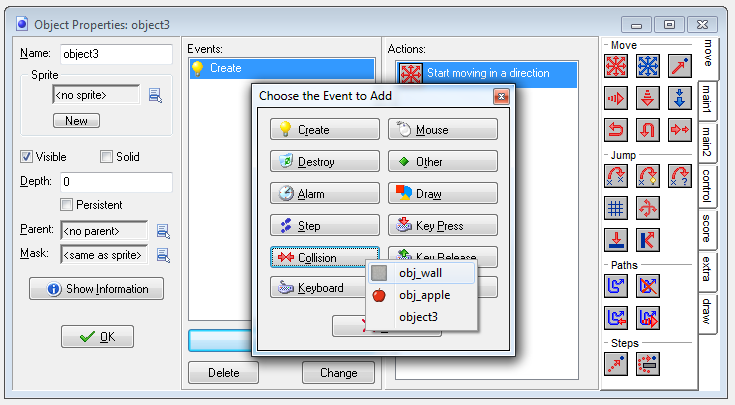 Object Properties: object3
Name: object3
Sprite
<no sprite>
New
Visible Solid
Depth: 0
Persistent
Parent: <no parent>
Mask: <same as sprite>
Show Information
OK
Events:
Create
Delete Change
Actions:
Start moving in a direction
Choose the Event to Add
Create Mouse
Destroy Other
Alarm Draw
Step Key Press
Collision Key Release
Keyboard
obj_wall
obj_apple
object3
Move
Jump
Paths
Steps
move
main1
main2
control
score
extra
draw